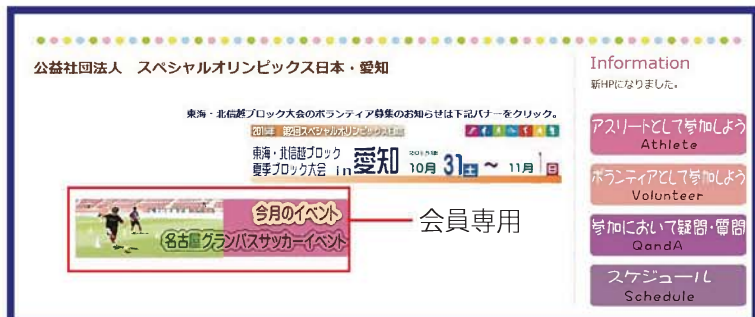 公益社団法人　スペシャルオリンピックス日本・愛知
東海・北信越ブロック大会のボランティア募集のお知らせは下記バナーをクリック。
東海・北信越ブロック
夏季ブロック大会 in 愛知
10月31土 ～ 11月1日
今月のイベント
名古屋グランパスサッカーイベント
会員専用
Information
新HPになりました。
アスリートとして参加しよう
Athlete
ボランティアとして参加しよう
Volunteer
参加において疑問・質問
QandA
スケジュール
Schedule